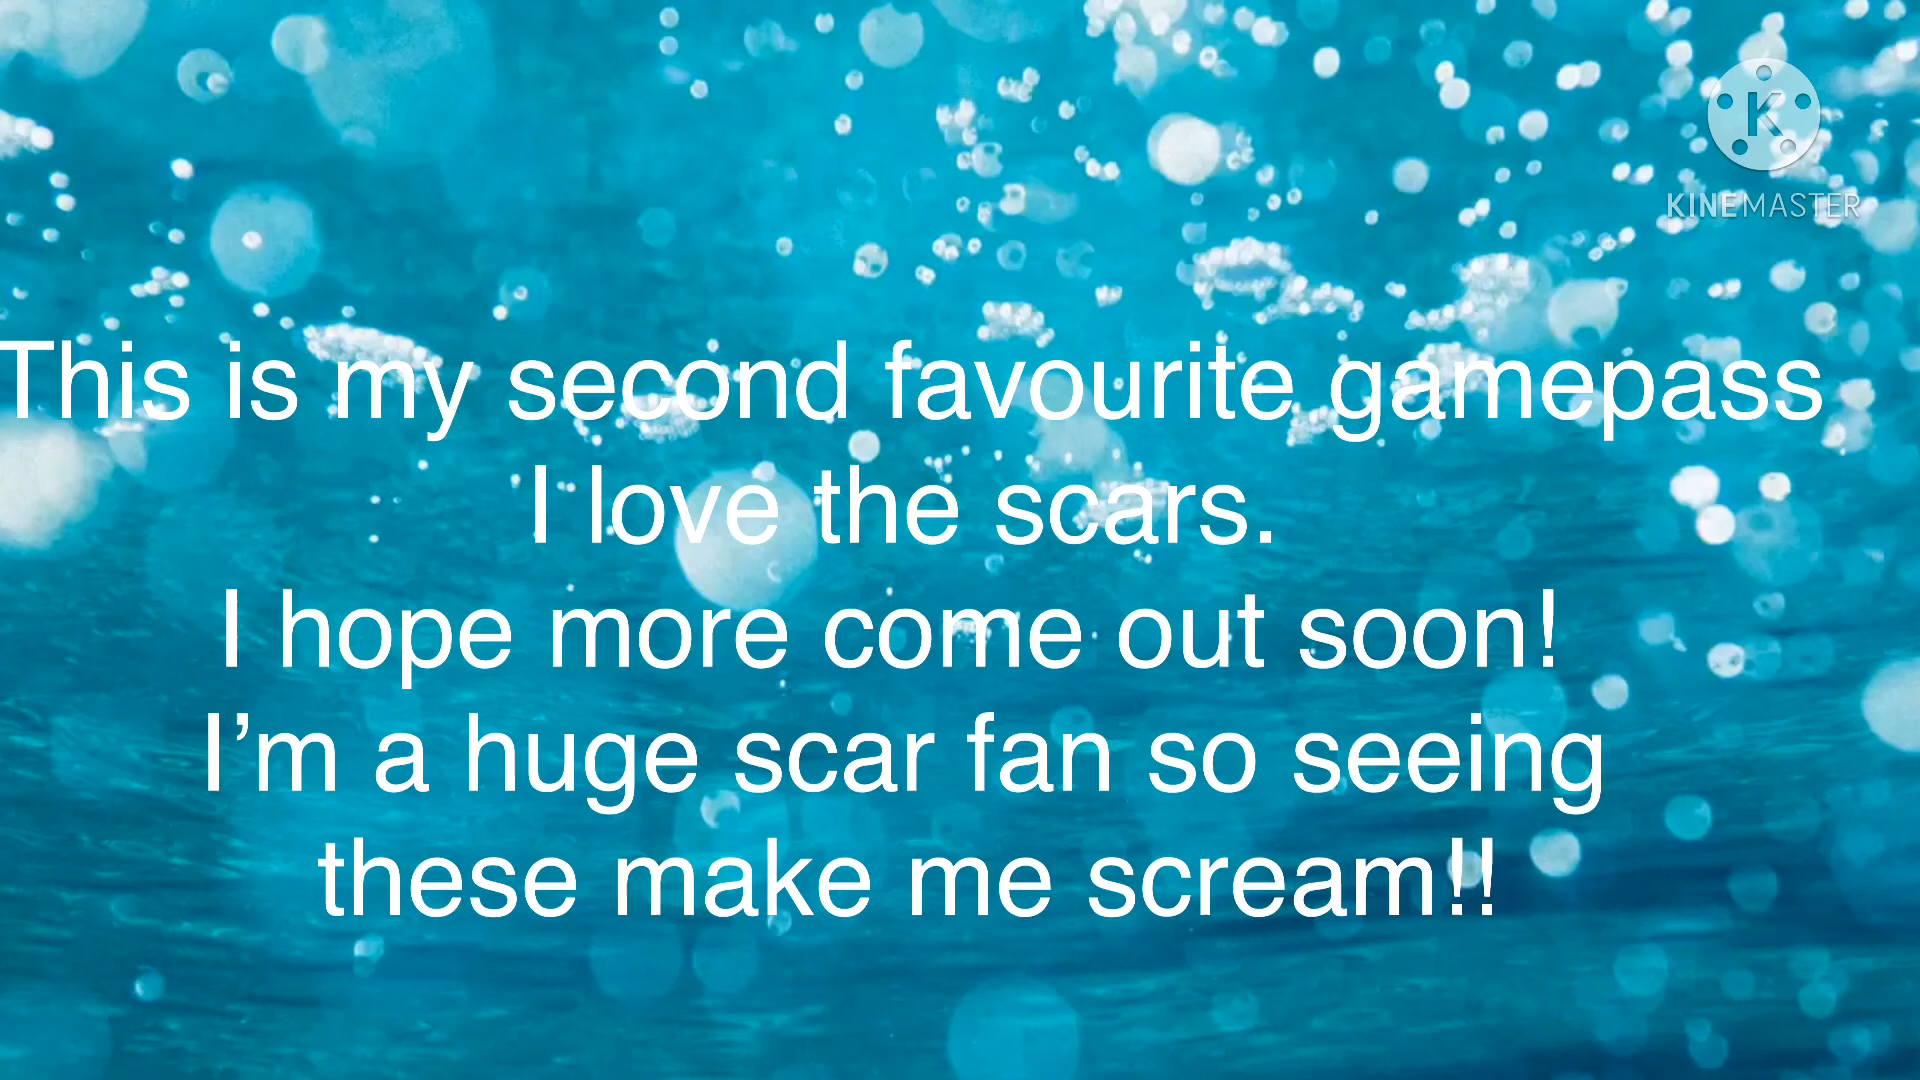 K
KINEMASTER
This is my second favourite gamepass
I love the scars.
I hope more come out soon!
I’m a huge scar fan so seeing
these make me scream!!